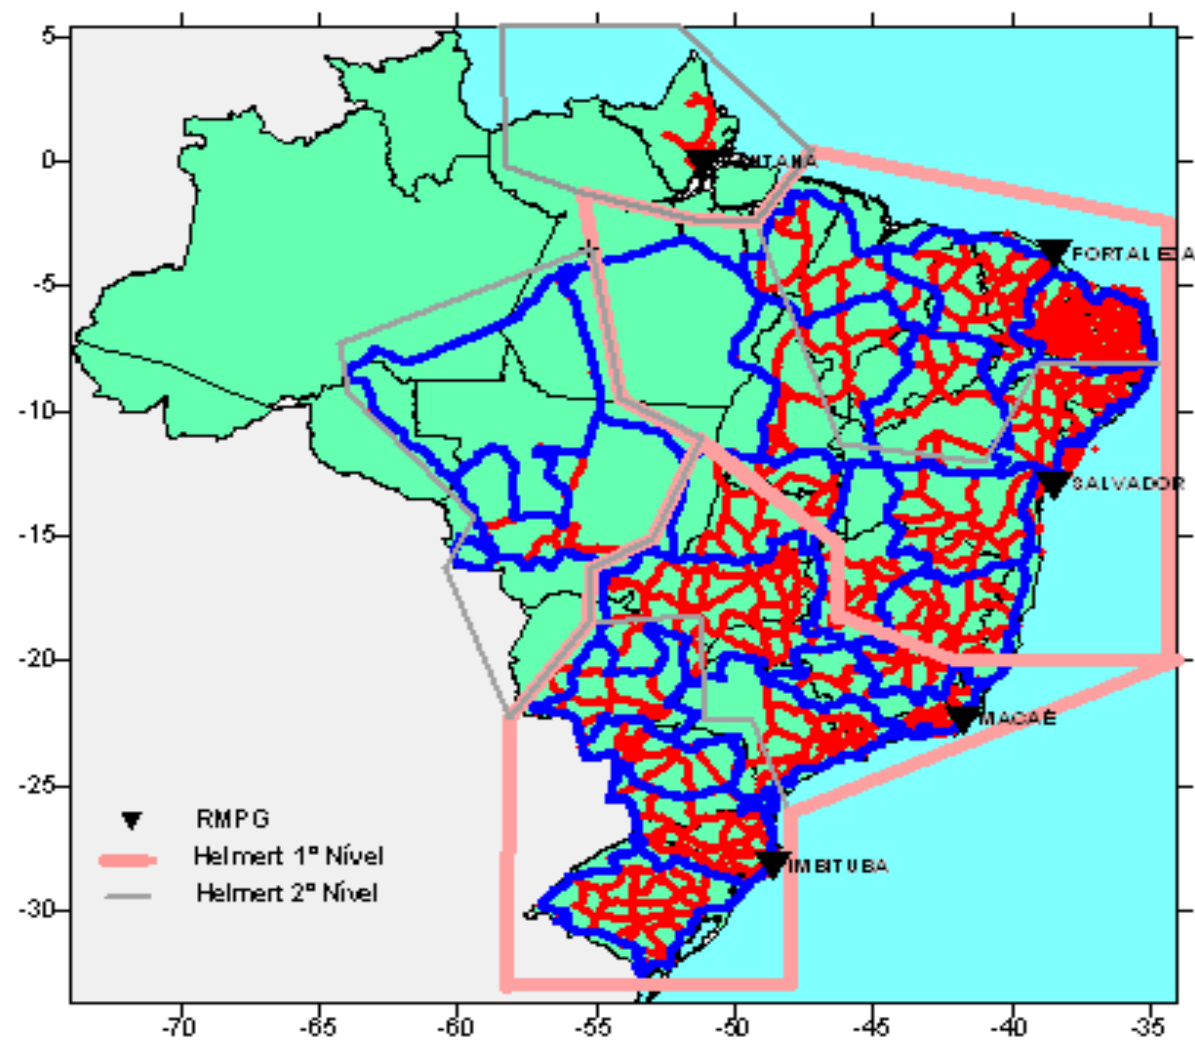 5
0
-5
-10
-15
-20
-25
-30
SANTANA
FORTALEZA
SALVADOR
MACAÉ
IMBITUBA
RMPG
Helmert 1º Nível
Helmert 2º Nível
-70 -65 -60 -55 -50 -45 -40 -35